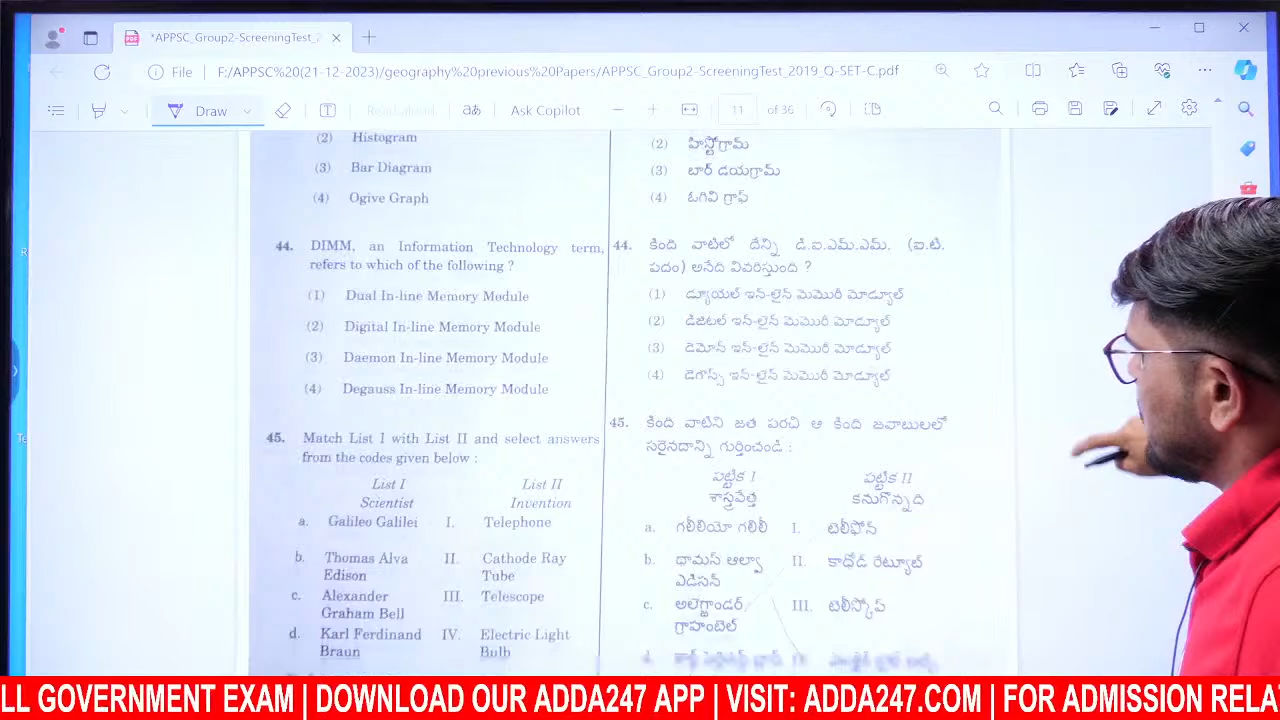 *APPSC_Group2-ScreeningTest_2
File F:/APPSC%20(21-12-2023)/geography%20previous%20Papers/APPSC_Group2-ScreeningTest_2019_Q-SET-C.pdf
Draw
Read aloud
aあ
Ask Copilot
11 of 36
(2) Histogram
(3) Bar Diagram
(4) Ogive Graph
44. DIMM, an Information Technology term,
refers to which of the following ?
(1) Dual In-line Memory Module
(2) Digital In-line Memory Module
(3) Daemon In-line Memory Module
(4) Degauss In-line Memory Module
45. Match List I with List II and select answers
from the codes given below :
List I List II
Scientist Invention
a. Galileo Galilei I. Telephone
b. Thomas Alva II. Cathode Ray
Edison Tube
c. Alexander III. Telescope
Graham Bell
d. Karl Ferdinand IV. Electric Light
Braun Bulb
(2) హిస్టోగ్రామ్
(3) బార్ డయగ్రామ్
(4) ఓగివి గ్రాఫ్
44. కింది వాటిలో దేన్ని డి.ఐ.ఎమ్.ఎమ్. (ఐ.టి.
పదం) అనేది వివరిస్తుంది ?
(1) డ్యూయల్ ఇన్-లైన్ మెమొరీ మోడ్యూల్
(2) డిజిటల్ ఇన్-లైన్ మెమొరీ మోడ్యూల్
(3) డెమోన్ ఇన్-లైన్ మెమొరీ మోడ్యూల్
(4) డెగాస్స్ ఇన్-లైన్ మెమొరీ మోడ్యూల్
45. కింది వాటిని జత పరచి ఆ కింది జవాబులలో
సరైనదాన్ని గుర్తించండి :
పట్టిక I పట్టిక II
శాస్త్రవేత్త కనుగొన్నది
a. గలీలియో గలిలీ I. టెలీఫోన్
b. థామస్ ఆల్వా II. కాథోడ్ రేట్యూబ్
ఎడిసన్
c. అలెగ్జాండర్ III. టెలీస్కోప్
గ్రాహంబెల్
LL GOVERNMENT EXAM | DOWNLOAD OUR ADDA247 APP | VISIT: ADDA247.COM | FOR ADMISSION RELA